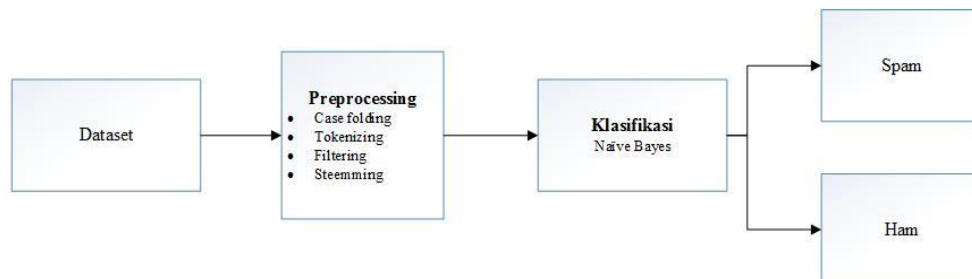 Dataset
Preprocessing
• Case folding
• Tokenizing
• Filtering
• Steemming
Klasifikasi
Naïve Bayes
Spam
Ham